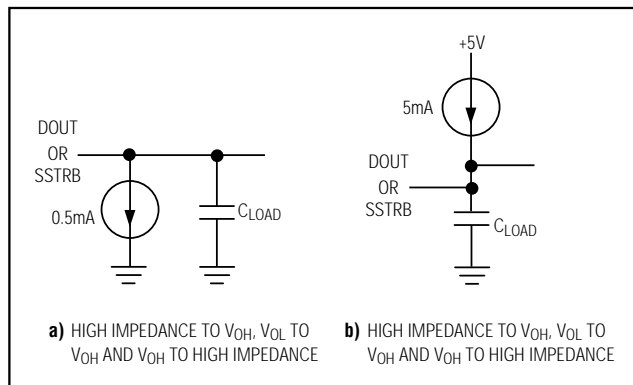 DOUT
OR
SSTRB
0.5mA
CLOAD
a) HIGH IMPEDANCE TO VOH, VOL TO
VOH AND VOH TO HIGH IMPEDANCE
+5V
5mA
DOUT
OR
SSTRB
CLOAD
b) HIGH IMPEDANCE TO VOH, VOL TO
VOH AND VOH TO HIGH IMPEDANCE